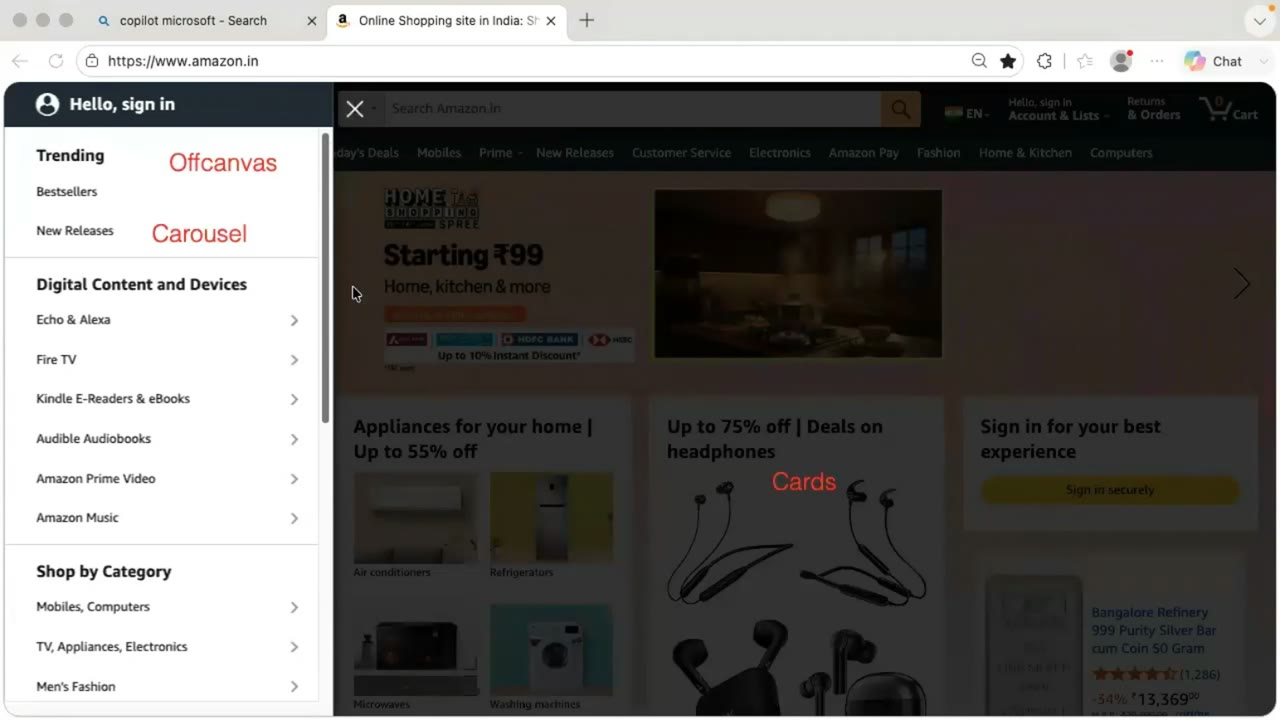 copilot microsoft - Search
Online Shopping site in India: Sh
https://www.amazon.in
Chat
Hello, sign in
Search Amazon.in
EN
Hello, sign in
Account & Lists
Returns
& Orders
0
Cart
day's Deals
Mobiles
Prime
New Releases
Customer Service
Electronics
Amazon Pay
Fashion
Home & Kitchen
Computers
Trending
Offcanvas
Bestsellers
New Releases
Carousel
Digital Content and Devices
Echo & Alexa
Fire TV
Kindle E-Readers & eBooks
Audible Audiobooks
Amazon Prime Video
Amazon Music
Shop by Category
Mobiles, Computers
TV, Appliances, Electronics
Men's Fashion
HOME
SHOPPING
SPREE
Starting ₹99
Home, kitchen & more
HDFC BANK
HSBC
Up to 10% Instant Discount*
Appliances for your home |
Up to 55% off
Air conditioners
Refrigerators
Microwaves
Washing machines
Up to 75% off | Deals on
headphones
Cards
Sign in for your best
experience
Sign in securely
Bangalore Refinery
999 Purity Silver Bar
cum Coin 50 Gram
(1,286)
-34% ₹13,369⁰⁰